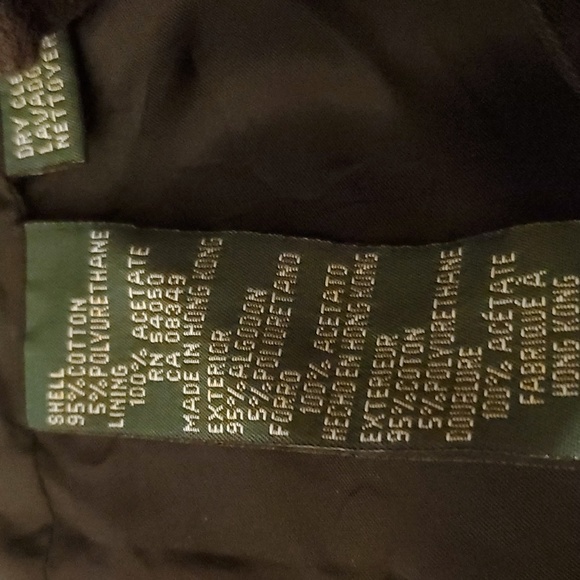 DRY CLE
LAVADO
NETTOYER
SHELL
95% COTTON
5% POLYURETHANE
LINING
100% ACETATE
RN 54050
CA 08349
MADE IN HONG KONG
EXTERIOR
95% ALGODON
5% POLIURETANO
FORRO
100% ACETATO
HECHO EN HONG KONG
EXTERIEUR
95% COTON
5% POLYURETHANE
DOUBLURE
100% ACÉTATE
FABRIQUÉ À
HONG KONG